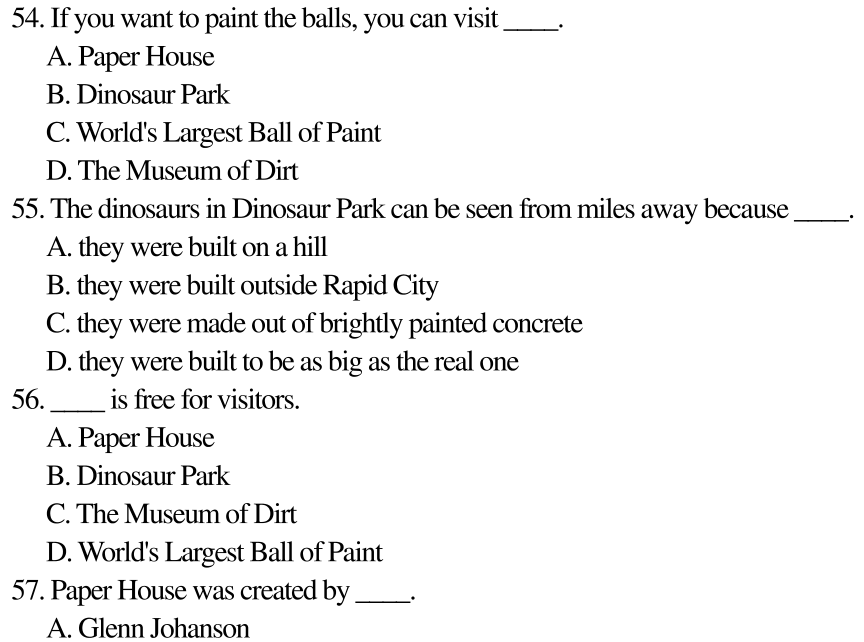 54. If you want to paint the balls, you can visit ____.
A. Paper House
B. Dinosaur Park
C. World's Largest Ball of Paint
D. The Museum of Dirt
55. The dinosaurs in Dinosaur Park can be seen from miles away because ____.
A. they were built on a hill
B. they were built outside Rapid City
C. they were made out of brightly painted concrete
D. they were built to be as big as the real one
56. ____ is free for visitors.
A. Paper House
B. Dinosaur Park
C. The Museum of Dirt
D. World's Largest Ball of Paint
57. Paper House was created by ____.
A. Glenn Johanson